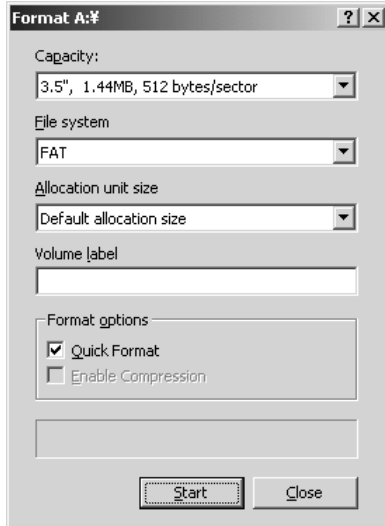 Format A:¥
? X
Capacity:
3.5", 1.44MB, 512 bytes/sector
File system
FAT
Allocation unit size
Default allocation size
Volume label
Format options
Quick Format
Enable Compression
Start Close